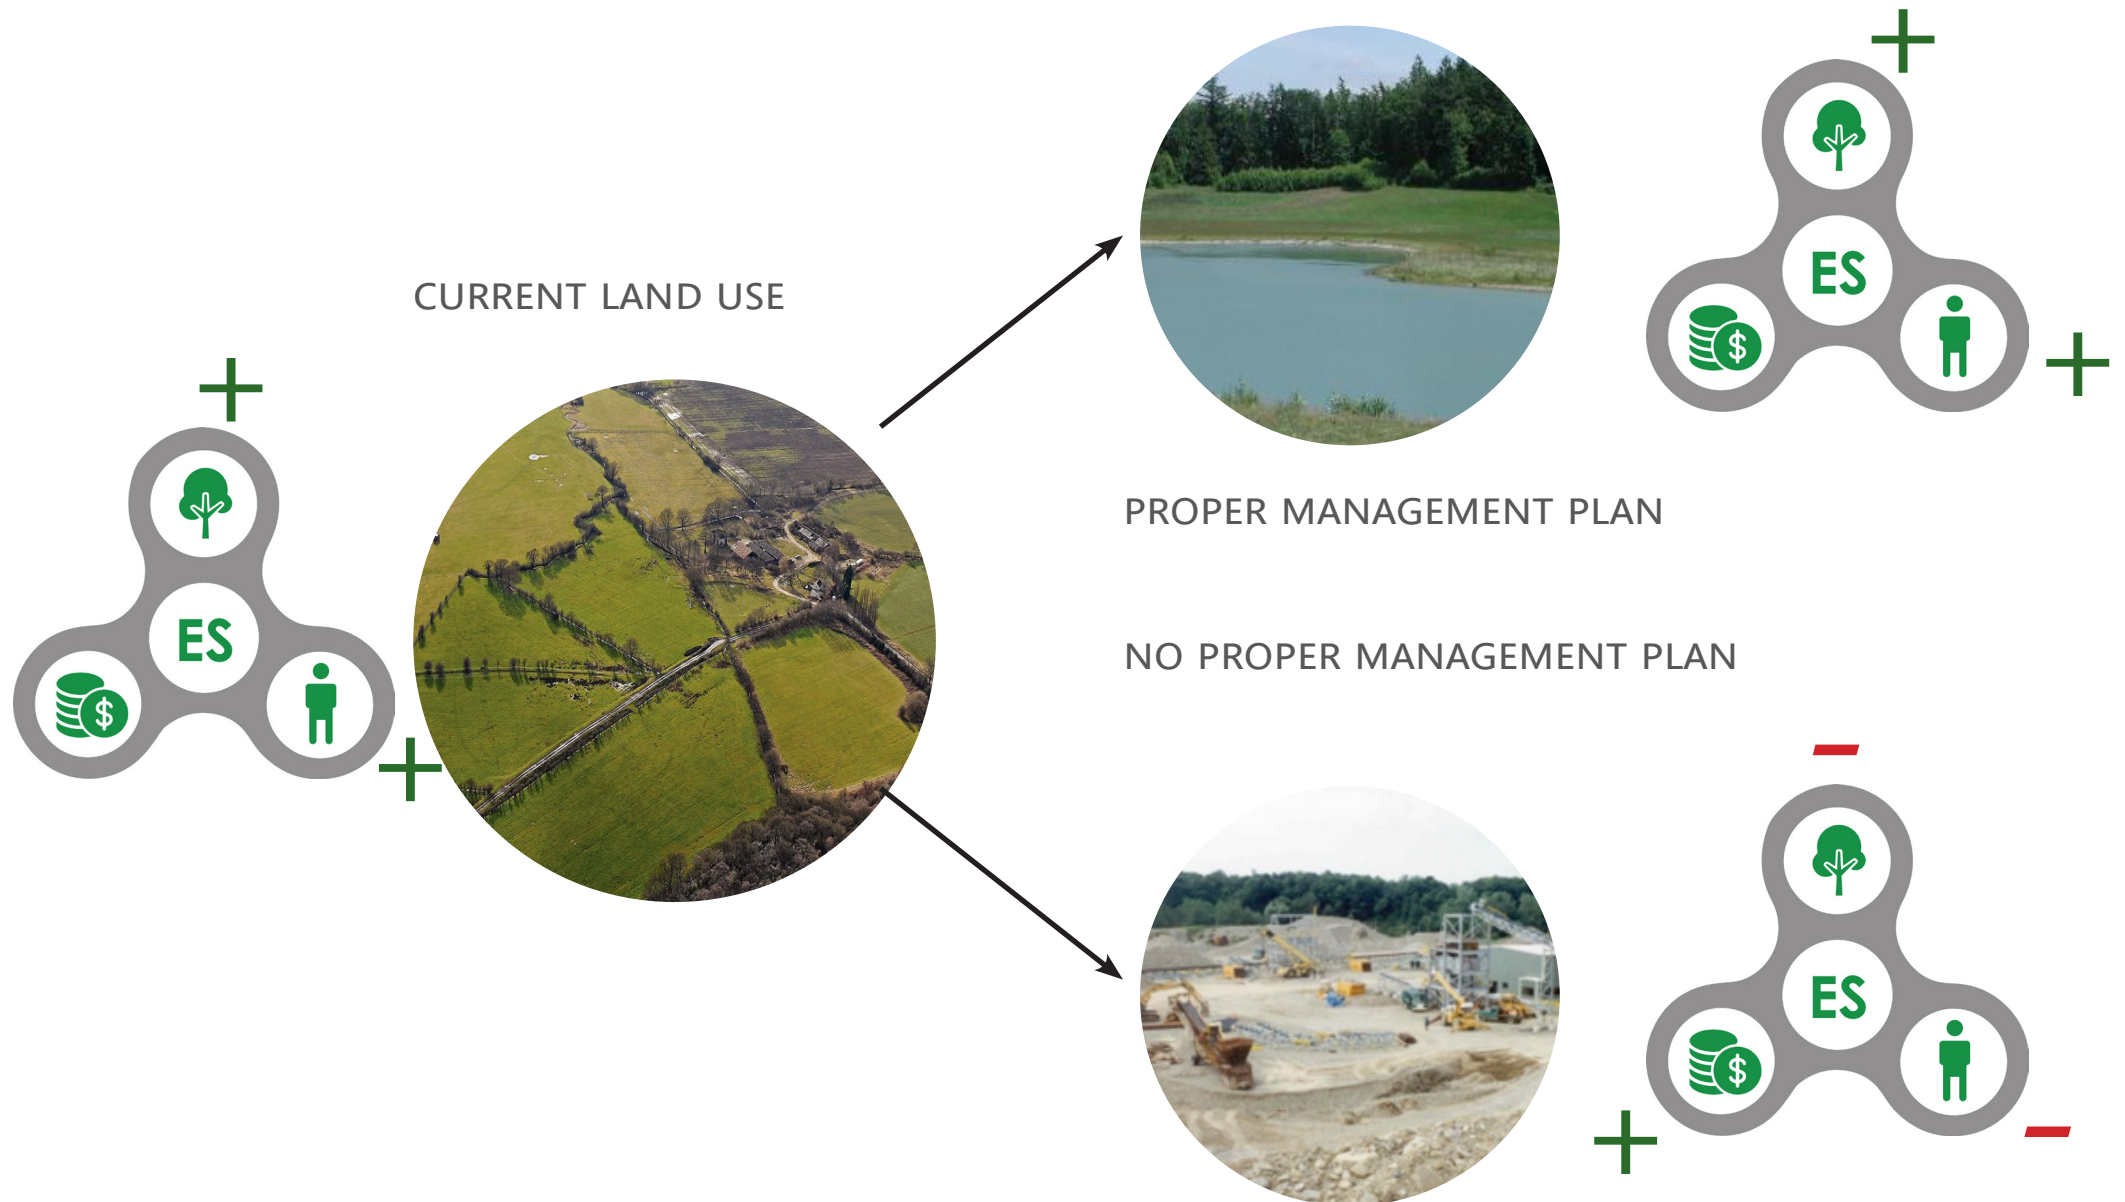 CURRENT LAND USE
ES
$
ES
$
PROPER MANAGEMENT PLAN
NO PROPER MANAGEMENT PLAN
ES
$